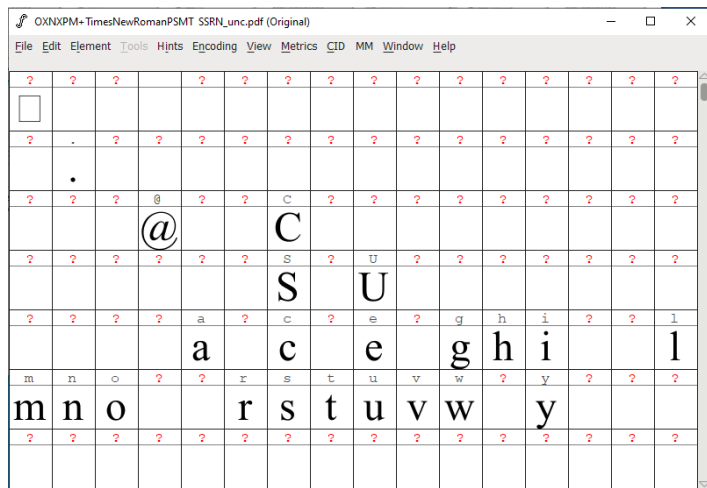 OXNXPM+TimesNewRomanPSMT SSRN_unc.pdf (Original)
File Edit Element Tools Hints Encoding View Metrics CID MM Window Help
? ? ? ? ? ? ? ? ? ? ? ? ? ? ?
? . ? ? ? ? ? ? ? ? ? ? ? ? ? ?
.
? ? ? @ ? ? C ? ? ? ? ? ? ? ? ?
@ C
? ? ? ? ? ? S ? U ? ? ? ? ? ? ?
S U
? ? ? ? a ? c ? e ? g h i ? ? l
a c e g h i l
m n o ? ? r s t u v w ? y ? ? ?
m n o r s t u v w y
? ? ? ? ? ? ? ? ? ? ? ? ? ? ? ?